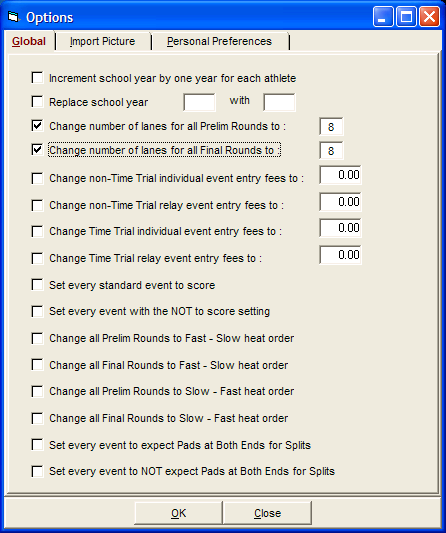 Options
Global Import Picture Personal Preferences
Increment school year by one year for each athlete
Replace school year with
Change number of lanes for all Prelim Rounds to : 8
Change number of lanes for all Final Rounds to : 8
Change non-Time Trial individual event entry fees to : 0.00
Change non-Time Trial relay event entry fees to : 0.00
Change Time Trial individual event entry fees to : 0.00
Change Time Trial relay event entry fees to : 0.00
Set every standard event to score
Set every event with the NOT to score setting
Change all Prelim Rounds to Fast - Slow heat order
Change all Final Rounds to Fast - Slow heat order
Change all Prelim Rounds to Slow - Fast heat order
Change all Final Rounds to Slow - Fast heat order
Set every event to expect Pads at Both Ends for Splits
Set every event to NOT expect Pads at Both Ends for Splits
OK Close